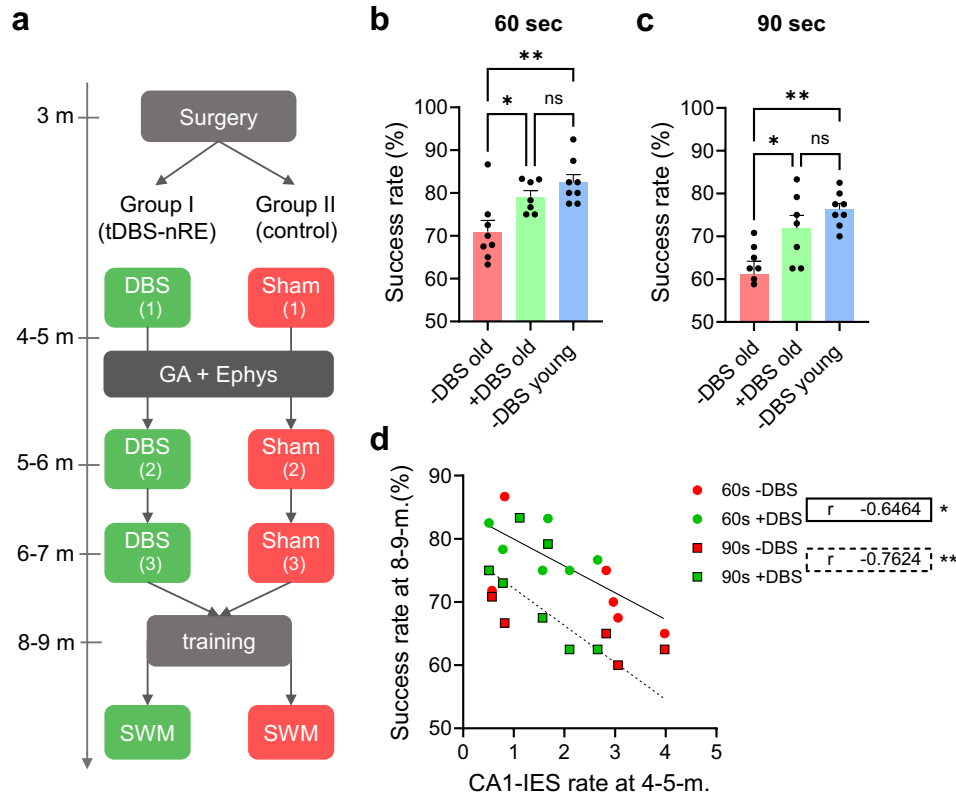 a
3 m
Surgery
Group I
(tDBS-nRE)
Group II
(control)
DBS
(1)
Sham
(1)
4-5 m
GA + Ephys
5-6 m
DBS
(2)
Sham
(2)
6-7 m
DBS
(3)
Sham
(3)
8-9 m
training
SWM
SWM
b
60 sec
**
*
ns
Success rate (%)
100
90
80
70
60
50
-DBS old
+DBS old
-DBS young
c
90 sec
**
*
ns
Success rate (%)
100
90
80
70
60
50
-DBS old
+DBS old
-DBS young
d
Success rate at 8-9-m.(%)
90
80
70
60
50
0 1 2 3 4 5
CA1-IES rate at 4-5-m.
60s -DBS
60s +DBS
90s -DBS
90s +DBS
r -0.6464 *
r -0.7624 **